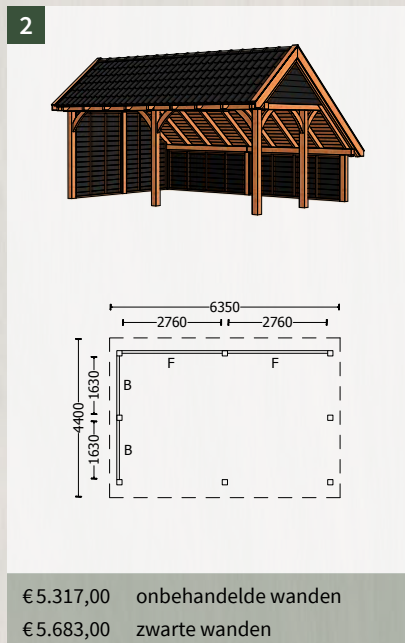 2
6350
2760 2760
F F
4400
1630
B
1630
B
€ 5.317,00 onbehandelde wanden
€ 5.683,00 zwarte wanden